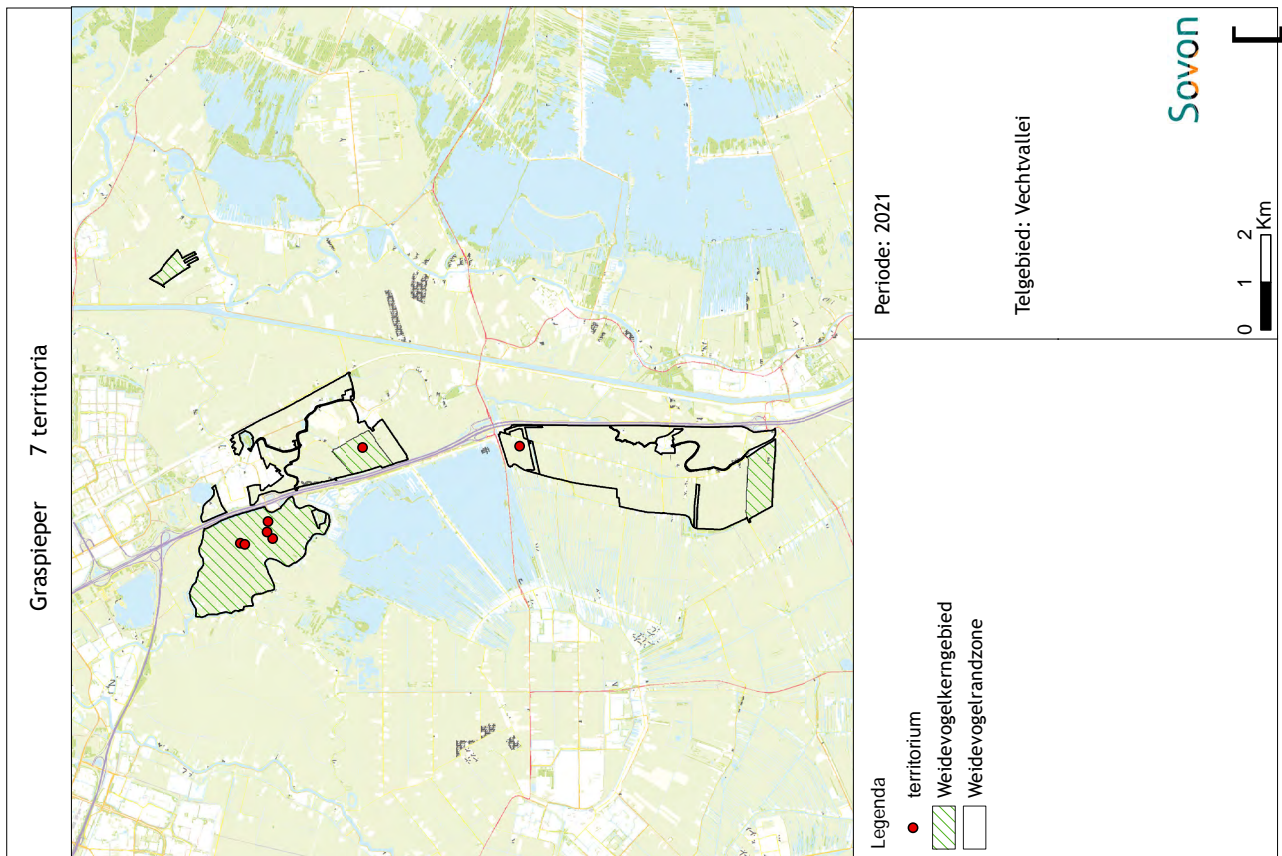 Graspieper 7 territoria
Legenda
territorium
Weidevogelkerngebied
Weidevogelrandzone
Periode: 2021
Telgebied: Vechtvallei
0 1 2
Km
Sovon